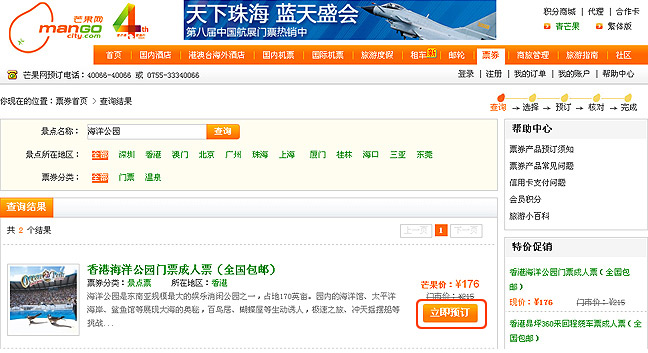 芒果网
mango
city.com
4th
天下珠海 蓝天盛会
第八届中国航展门票热销中
积分商城 | 代理 | 合作卡
青芒果 繁体版
首页 国内酒店 港澳台海外酒店 国内机票 国际机票 旅游度假 租车 邮轮 票券 商旅管理 旅游指南 社区
芒果网预订电话:40066-40066 或 0755-33340066
登录 | 注册 | 我的订单 | 我的账户 | 帮助中心
你现在的位置:票券首页 > 查询结果
查询 → 选择 → 预订 → 核对 → 完成
景点名称: 海洋公园 查询
景点所在地区: 全部 深圳 香港 澳门 北京 广州 珠海 上海 厦门 桂林 海口 三亚 东莞
票券分类: 全部 门票 温泉
帮助中心
票券产品预订须知
票券产品常见问题
信用卡支付问题
会员积分
旅游小百科
查询结果
共 2 个结果
上一页 1 下一页
香港海洋公园门票成人票(全国包邮)
票券分类:景点票 所在地区:香港
海洋公园是东南亚规模最大的娱乐消闲公园之一,占地170英亩。园内的海洋馆、太平洋
海岸、鲨鱼馆等展现大海的奥秘,百鸟居、蝴蝶屋等生动诱人,极速之旅、冲天摇摆船等
挑战...
芒果价:¥176
门市价:¥215
立即预订
特价促销
香港海洋公园门票成人票(全国包
邮)
现价:¥176 门市价:¥215
香港昂坪360来回程缆车票成人票(
全国包邮)